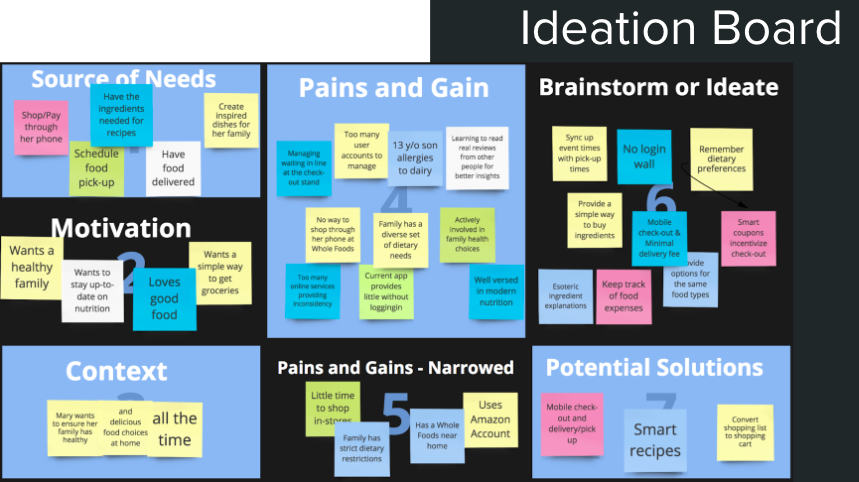 Ideation Board
Source of Needs
Shop/Pay
through
her phone
Have the
ingredients
needed for
recipes
Create
inspired
dishes for
her family
Schedule
food
pick-up
Have
food
delivered
Motivation
2
Wants a
healthy
family
Wants to
stay up-to-
date on
nutrition
Loves
good
food
Wants a
simple way
to get
groceries
Context
Mary wants
to ensure her
family has
healthy
and
delicious
food choices
at home
all the
time
Pains and Gain
4
Managing
waiting in line
at the check-
out stand
Too many
user
accounts to
manage
13 y/o son
allergies
to dairy
Learning to read
real reviews
from other
people for
better insights
No way to
shop through
her phone at
Whole Foods
Family has a
diverse set
of dietary
needs
Actively
involved in
family health
choices
Too many
online services
providing
inconsidency
Current app
provides
little without
loggingin
Well versed
in modern
nutrition
Pains and Gains - Narrowed
5
Little time
to shop
in-stores
Family has
strict dietary
restrictions
Has a Whole
Foods near
home
Uses
Amazon
Account
Brainstorm or Ideate
6
Sync up
event times
with pick-up
times
No login
wall
Remember
dietary
preferences
Provide a
simple way
to buy
ingredients
Mobile
check-out &
Minimal
delivery fee
Smart
coupons
incentivize
check-out
Esoteric
ingredient
explanations
Keep track
of food
expenses
options for
the same
food types
Potential Solutions
7
Mobile check-
out and
delivery/pick
up
Smart
recipes
Convert
shopping list
to shopping
cart